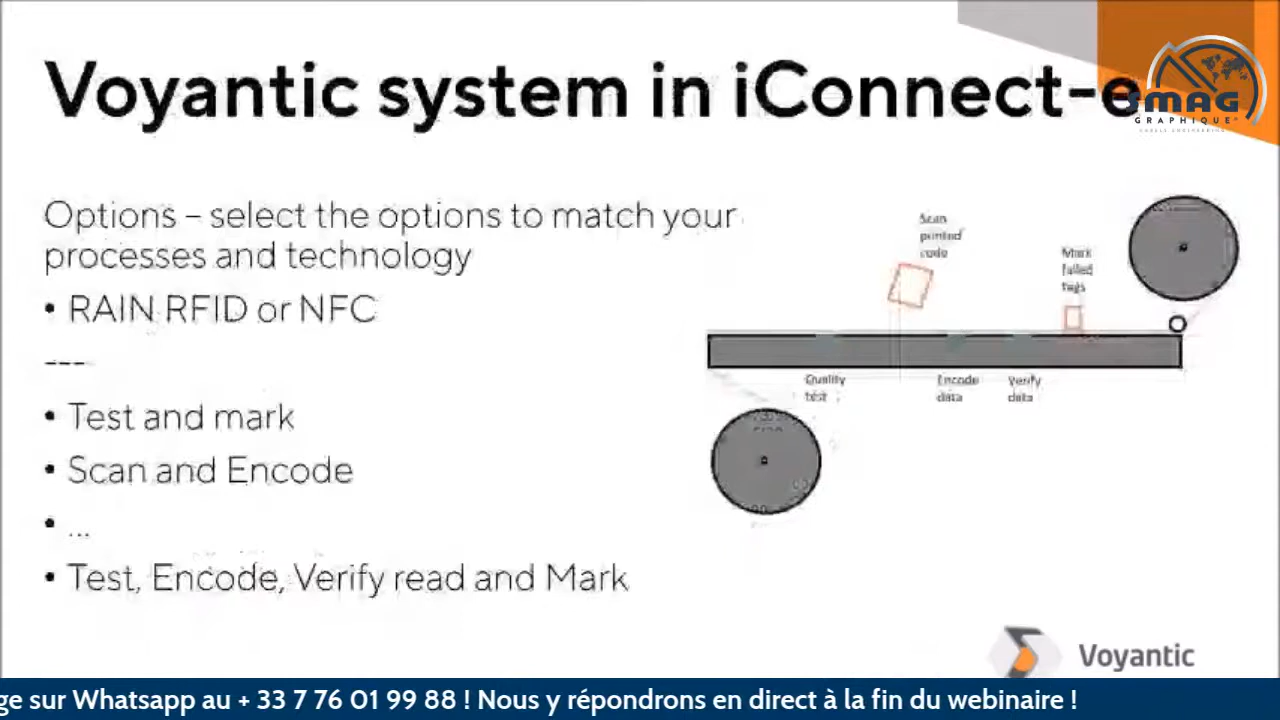 Voyantic system in iConnect-e
SMAG
GRAPHIQUE®
LABELS ENGINEERING
Options – select the options to match your
processes and technology
• RAIN RFID or NFC
---
• Test and mark
• Scan and Encode
• ...
• Test, Encode, Verify read and Mark
Scan
printed
code
Mark
failed
tags
Quality
test
Encode
data
Verify
data
Voyantic
ge sur Whatsapp au + 33 7 76 01 99 88 ! Nous y répondrons en direct à la fin du webinaire !